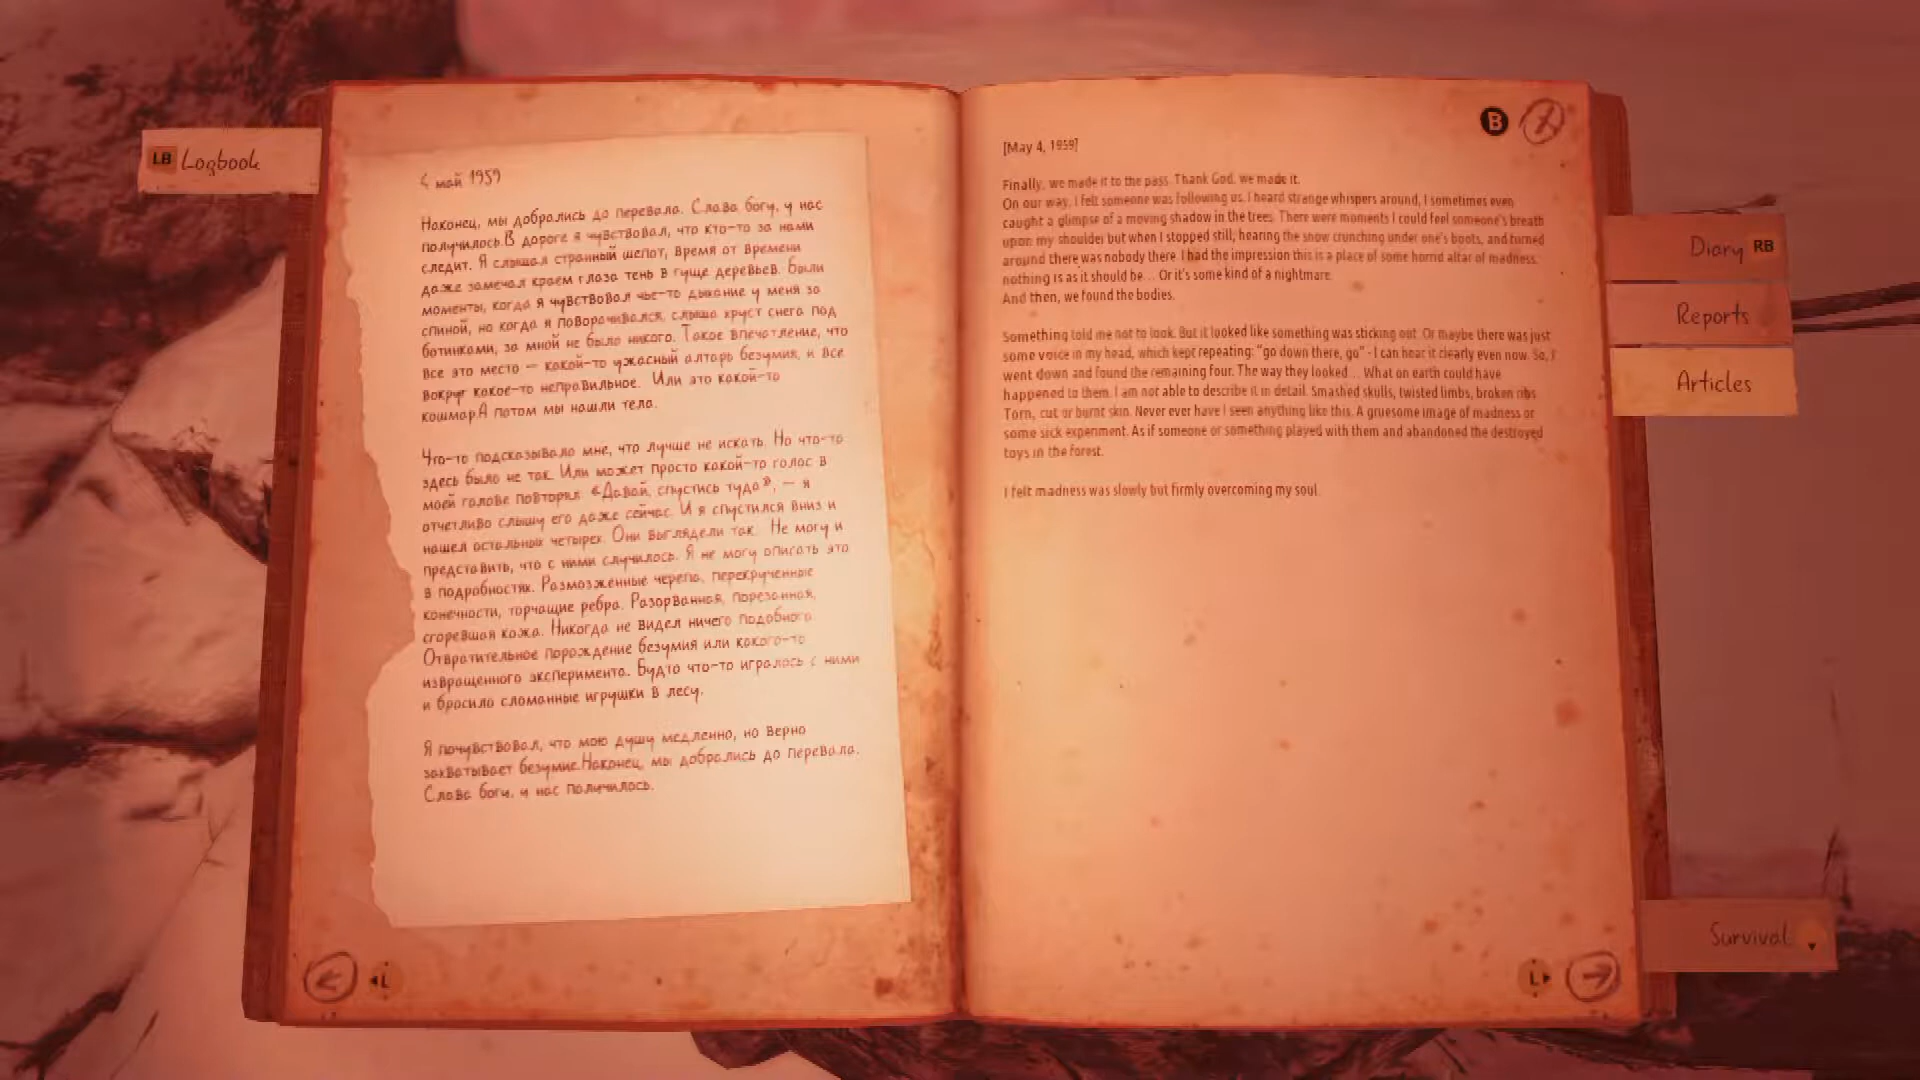 LB Logbook
4 май 1959
Наконец, мы добрались до перевала. Слава богу, у нас
получилось.В дороге я чувствовал, что кто-то за нами
следит. Я слышал странный шепот, время от времени
даже замечал краем глаза тень в гуще деревьев. Были
моменты, когда я чувствовал чье-то дыхание у меня за
спиной, но когда я поворачивался, слыша хруст снега под
ботинками, за мной не было никого. Такое впечатление, что
все это место – какой-то ужасный алтарь безумия, и все
вокруг какое-то неправильное. Или это какой-то
кошмар.А потом мы нашли тела.
Что-то подсказывало мне, что лучше не искать. Но что-то
здесь было не так. Или может просто какой-то голос в
моей голове повторял: «Давай, спустись туда», – я
отчетливо слышу его даже сейчас. И я спустился вниз и
нашел остальных четырех. Они выглядели так... Не могу и
представить, что с ними случилось. Я не могу описать это
в подробностях. Размозженные черепа, перекрученные
конечности, торчащие ребра. Разорванная, порезанная,
сгоревшая кожа. Никогда не видел ничего подобного.
Отвратительное порождение безумия или какого-то
извращенного эксперимента. Будто что-то игралось с ними
и бросило сломанные игрушки в лесу.
Я почувствовал, что мою душу медленно, но верно
захватывает безумие.Наконец, мы добрались до перевала.
Слава богу, у нас получилось.
L
B
[May 4, 1959]
Finally, we made it to the pass. Thank God, we made it.
On our way, I felt someone was following us. I heard strange whispers around, I sometimes even
caught a glimpse of a moving shadow in the trees. There were moments I could feel someone's breath
upon my shoulder but when I stopped still, hearing the snow crunching under one's boots, and turned
around there was nobody there. I had the impression this is a place of some horrid altar of madness,
nothing is as it should be... Or it's some kind of a nightmare.
And then, we found the bodies.
Something told me not to look. But it looked like something was sticking out. Or maybe there was just
some voice in my head, which kept repeating: "go down there, go" - I can hear it clearly even now. So, I
went down and found the remaining four. The way they looked... What on earth could have
happened to them. I am not able to describe it in detail. Smashed skulls, twisted limbs, broken ribs.
Torn, cut or burnt skin. Never ever have I seen anything like this. A gruesome image of madness or
some sick experiment. As if someone or something played with them and abandoned the destroyed
toys in the forest.
I felt madness was slowly but firmly overcoming my soul.
L
Diary RB
Reports
Articles
Survival